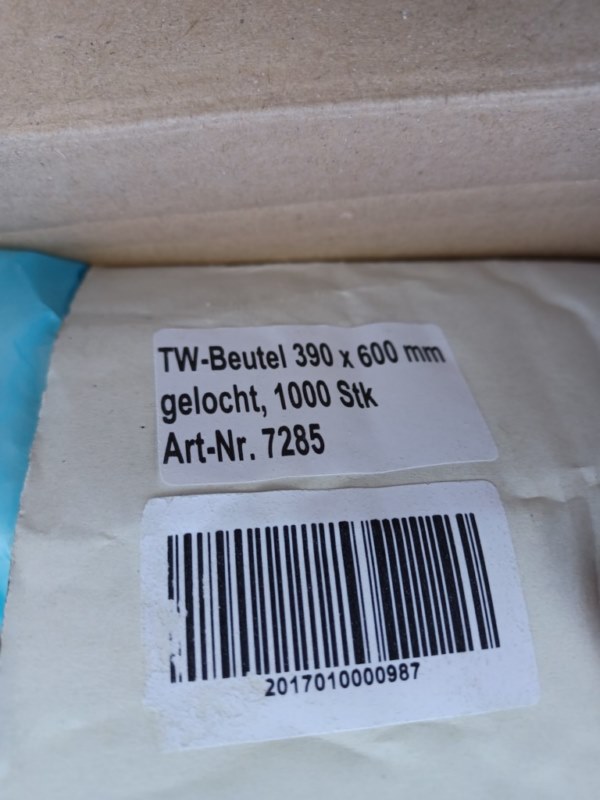 TW-Beutel 390 x 600 mm
gelocht, 1000 Stk
Art-Nr. 7285
2017010000987